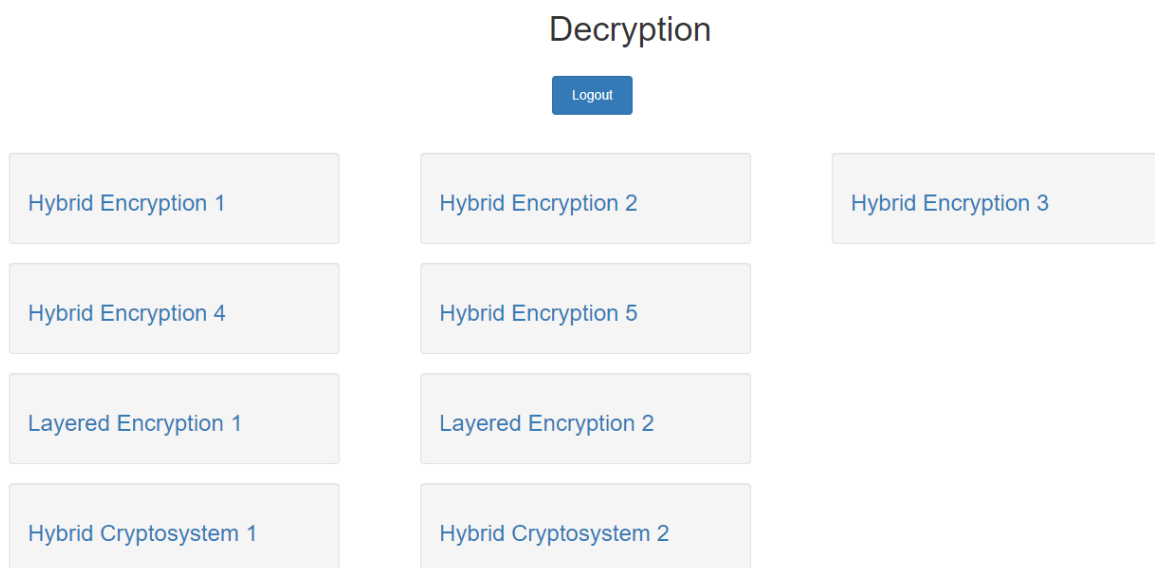 Decryption
Logout
Hybrid Encryption 1
Hybrid Encryption 2
Hybrid Encryption 3
Hybrid Encryption 4
Hybrid Encryption 5
Layered Encryption 1
Layered Encryption 2
Hybrid Cryptosystem 1
Hybrid Cryptosystem 2